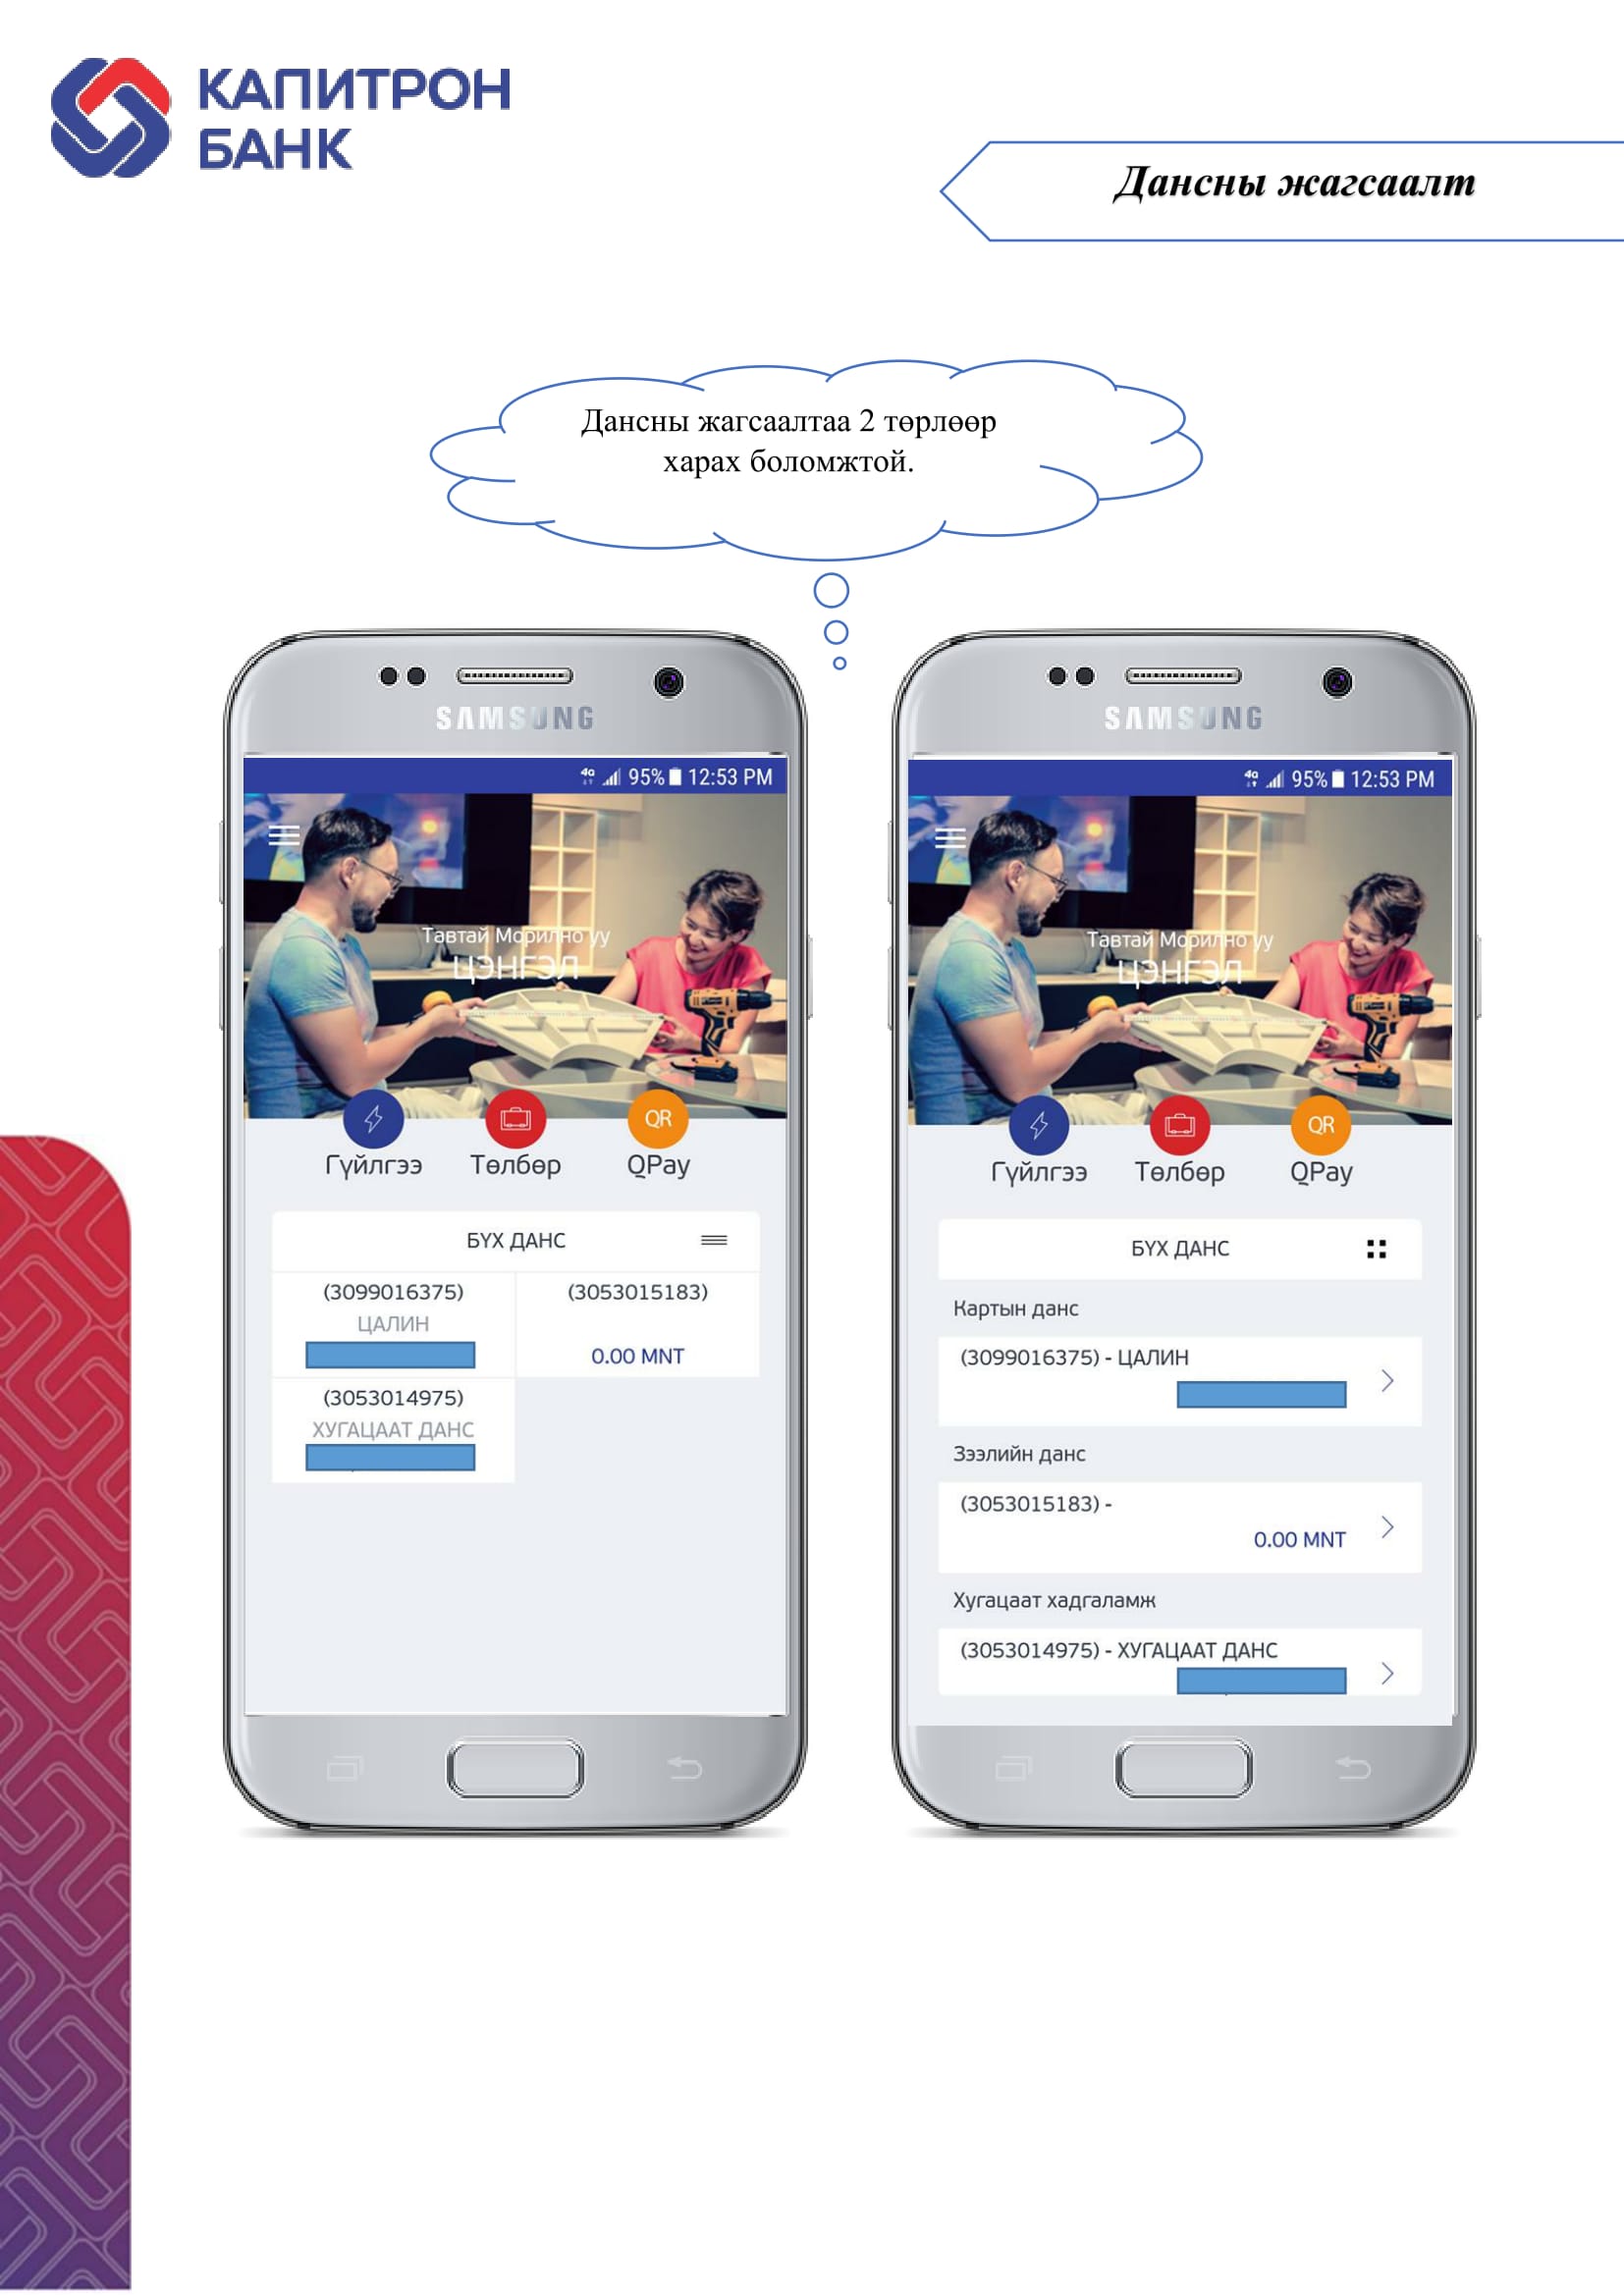 КАПИТРОН
БАНК
Дансны жагсаалт
Дансны жагсаалтаа 2 төрлөөр
харах боломжтой.
SAMSUNG
4G 95% 12:53 PM
Тавтай Морилно уу
ЦЭНГЭЛ
QR
Гүйлгээ Төлбөр QPay
БҮХ ДАНС
(3099016375) (3053015183)
ЦАЛИН
0.00 MNT
(3053014975)
ХУГАЦААТ ДАНС
SAMSUNG
4G 95% 12:53 PM
Тавтай Морилно уу
ЦЭНГЭЛ
QR
Гүйлгээ Төлбөр QPay
БҮХ ДАНС
Картын данс
(3099016375) - ЦАЛИН
Зээлийн данс
(3053015183) -
0.00 MNT
Хугацаат хадгаламж
(3053014975) - ХУГАЦААТ ДАНС